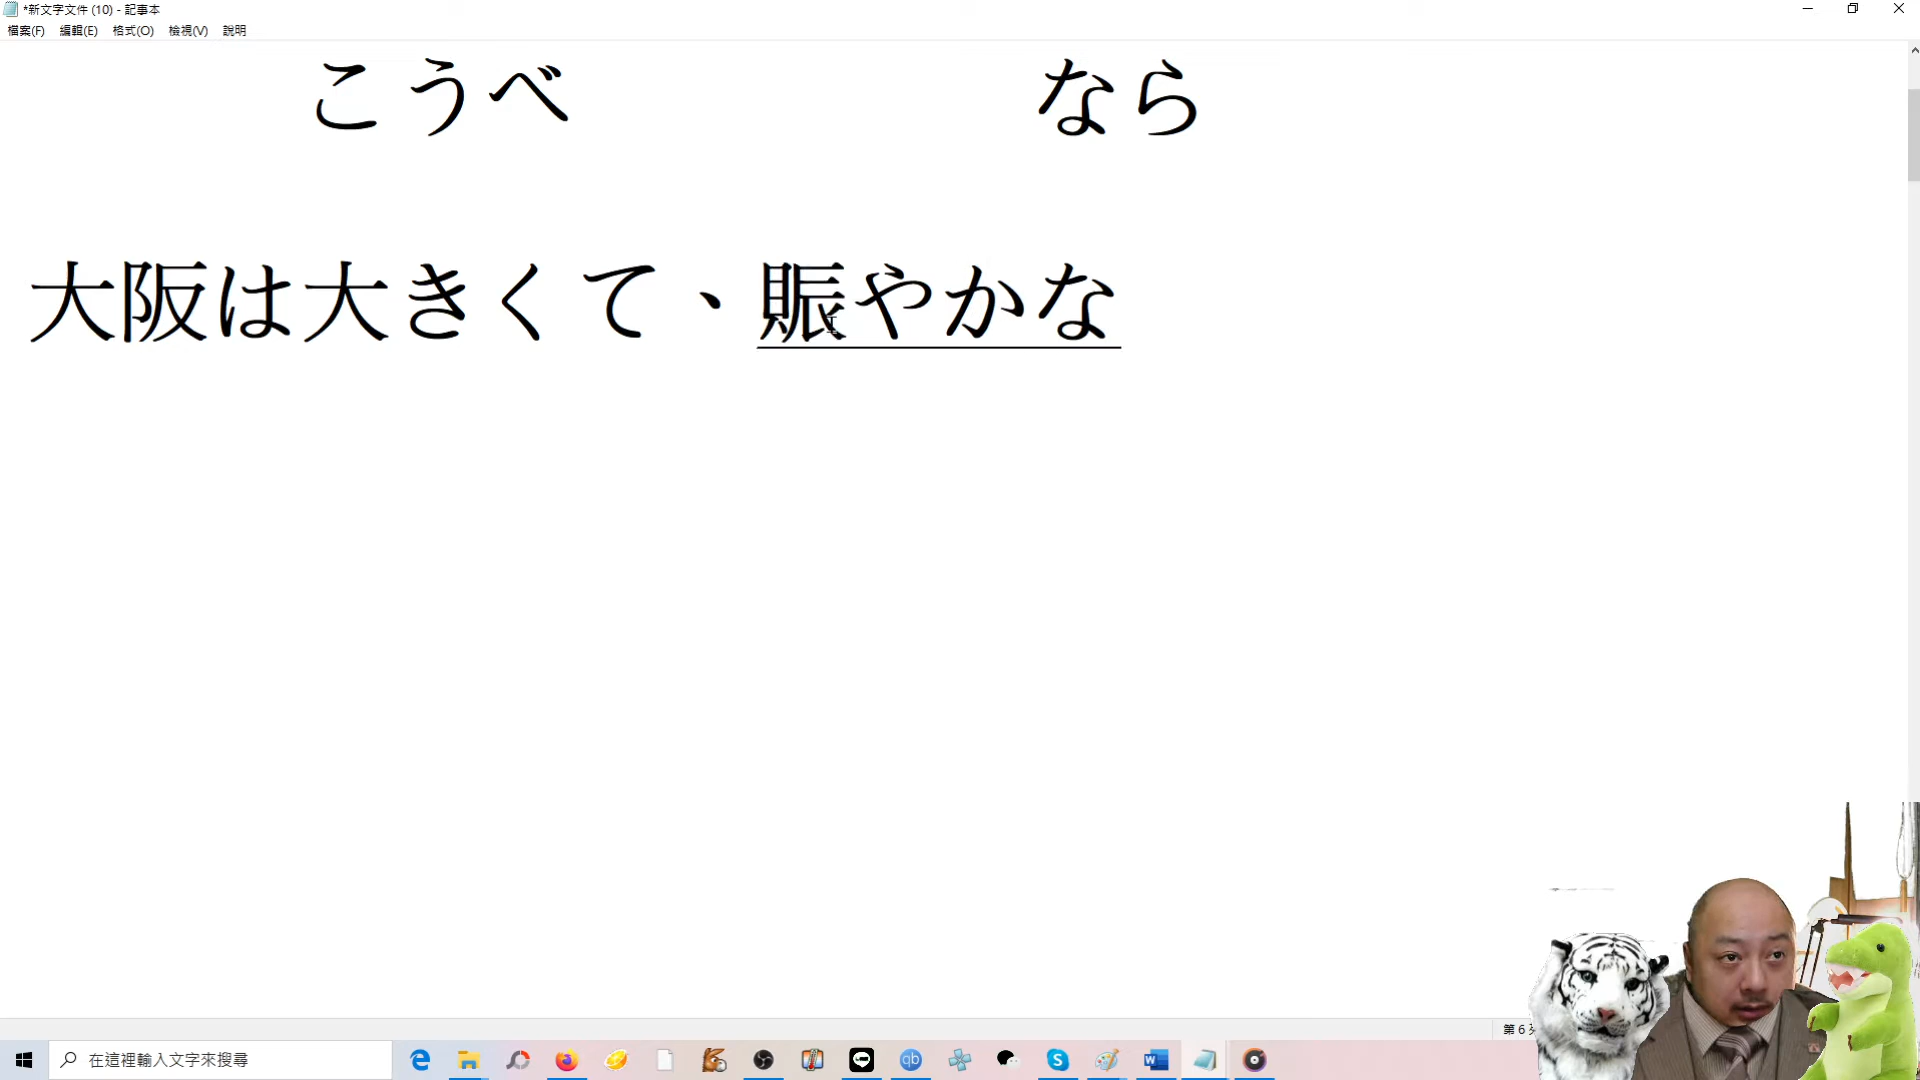 *新文字文件 (10) - 記事本
檔案(F) 編輯(E) 格式(O) 檢視(V) 說明
こうべ なら
大阪は大きくて、賑やかな
第 6
在這裡輸入文字來搜尋